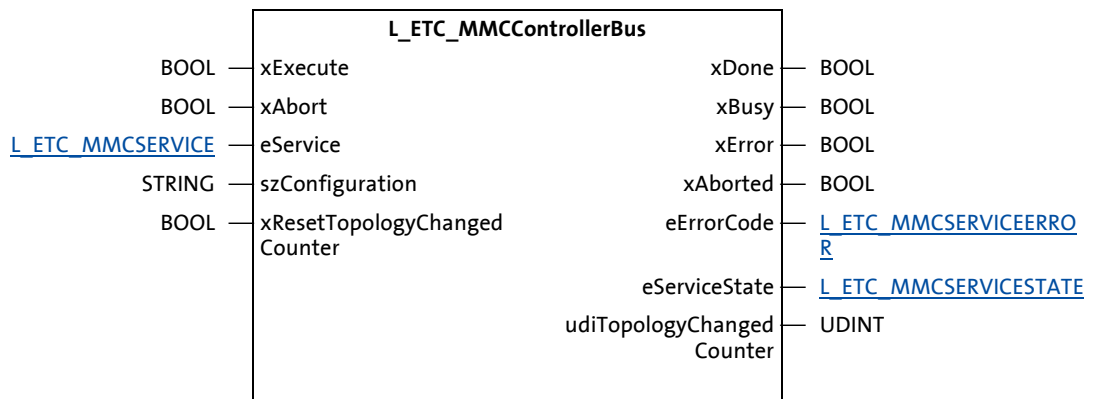 L_ETC_MMCControllerBus
BOOL xExecute xDone BOOL
BOOL xAbort xBusy BOOL
L_ETC_MMCSERVICE eService xError BOOL
STRING szConfiguration xAborted BOOL
BOOL xResetTopologyChanged eErrorCode L_ETC_MMCSERVICEERRO
Counter R
eServiceState L_ETC_MMCSERVICESTATE
udiTopologyChanged UDINT
Counter